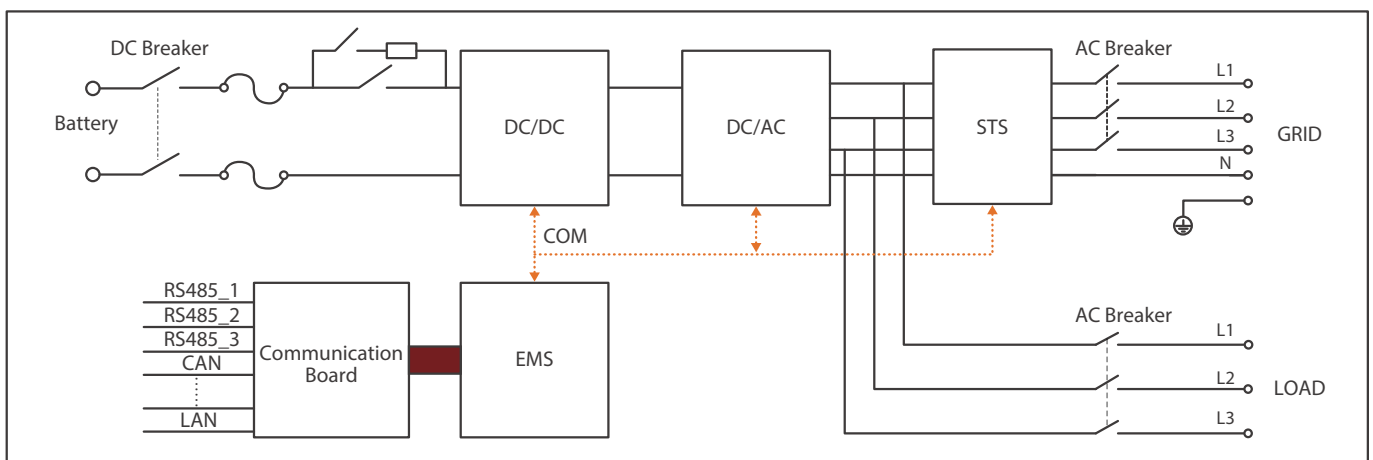 DC Breaker
AC Breaker
L1
L2
L3
N
Battery
DC/DC
DC/AC
STS
GRID
COM
RS485_1
RS485_2
RS485_3
CAN
LAN
Communication
Board
EMS
AC Breaker
L1
L2
L3
LOAD